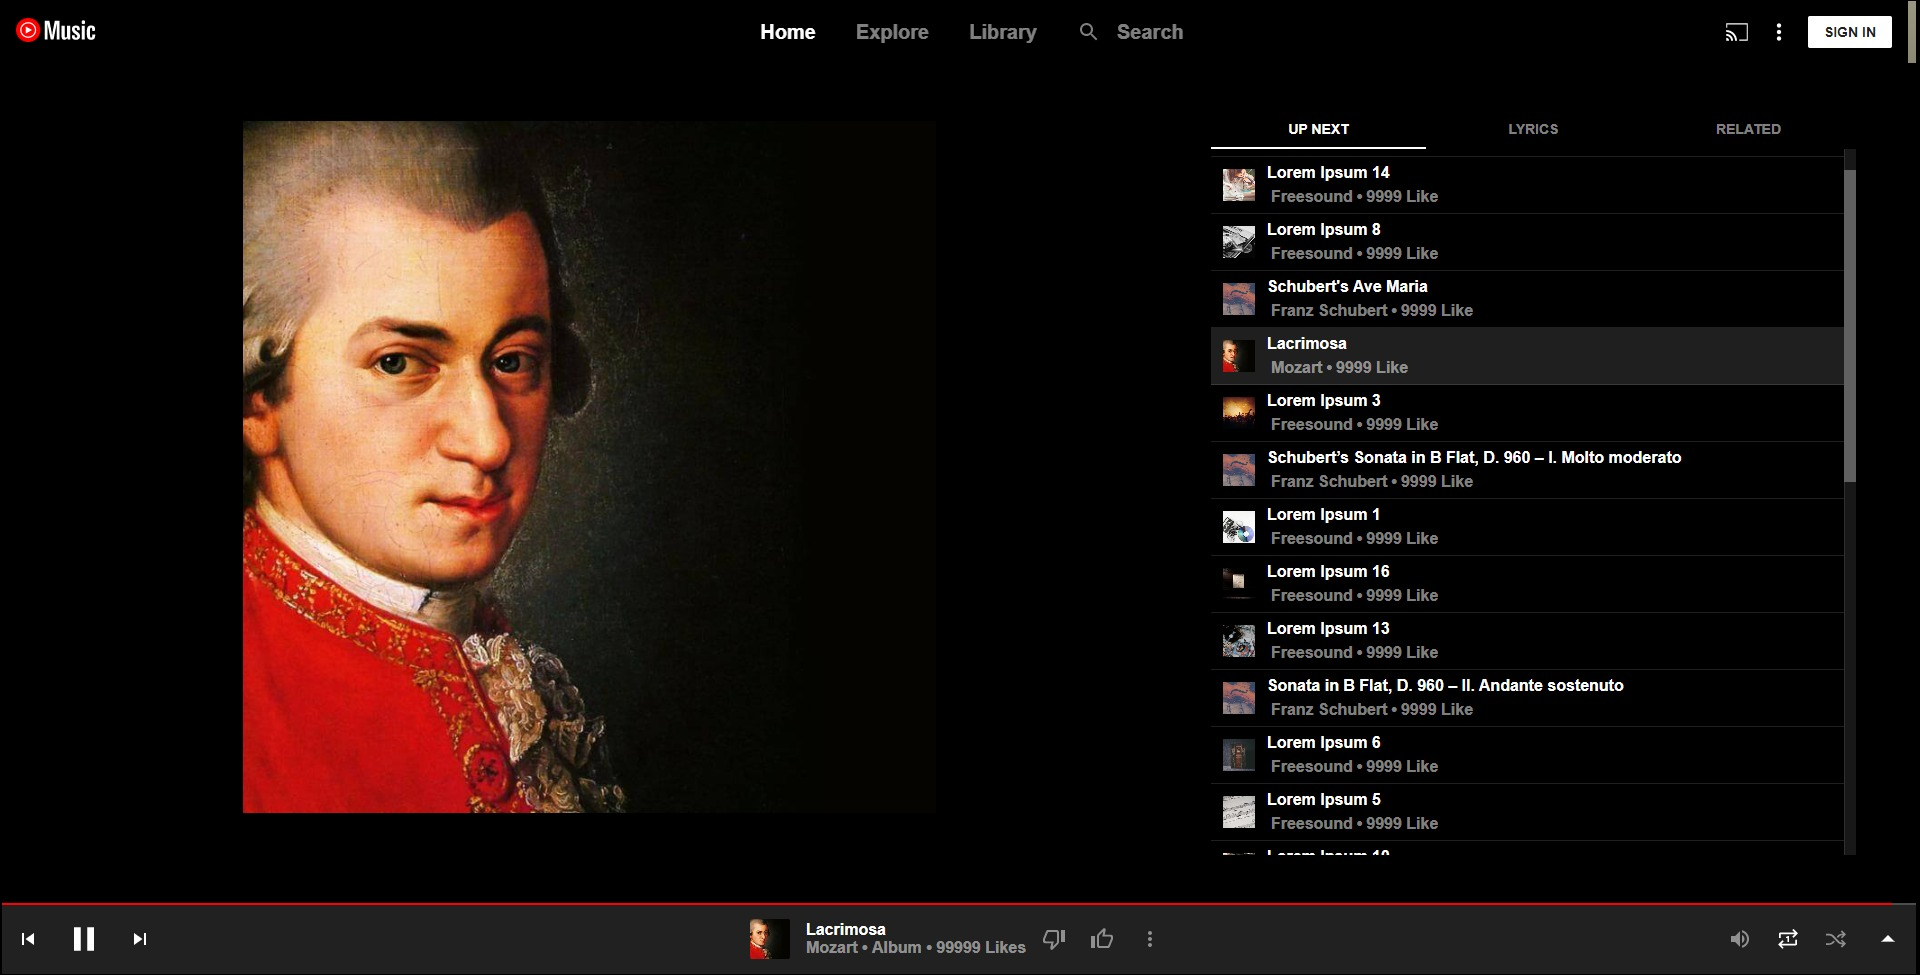 Music
Home
Explore
Library
Search
SIGN IN
UP NEXT
LYRICS
RELATED
Lorem Ipsum 14
Freesound • 9999 Like
Lorem Ipsum 8
Freesound • 9999 Like
Schubert's Ave Maria
Franz Schubert • 9999 Like
Lacrimosa
Mozart • 9999 Like
Lorem Ipsum 3
Freesound • 9999 Like
Schubert’s Sonata in B Flat, D. 960 – I. Molto moderato
Franz Schubert • 9999 Like
Lorem Ipsum 1
Freesound • 9999 Like
Lorem Ipsum 16
Freesound • 9999 Like
Lorem Ipsum 13
Freesound • 9999 Like
Sonata in B Flat, D. 960 – II. Andante sostenuto
Franz Schubert • 9999 Like
Lorem Ipsum 6
Freesound • 9999 Like
Lorem Ipsum 5
Freesound • 9999 Like
Lorem Ipsum
Lacrimosa
Mozart • Album • 99999 Likes
1